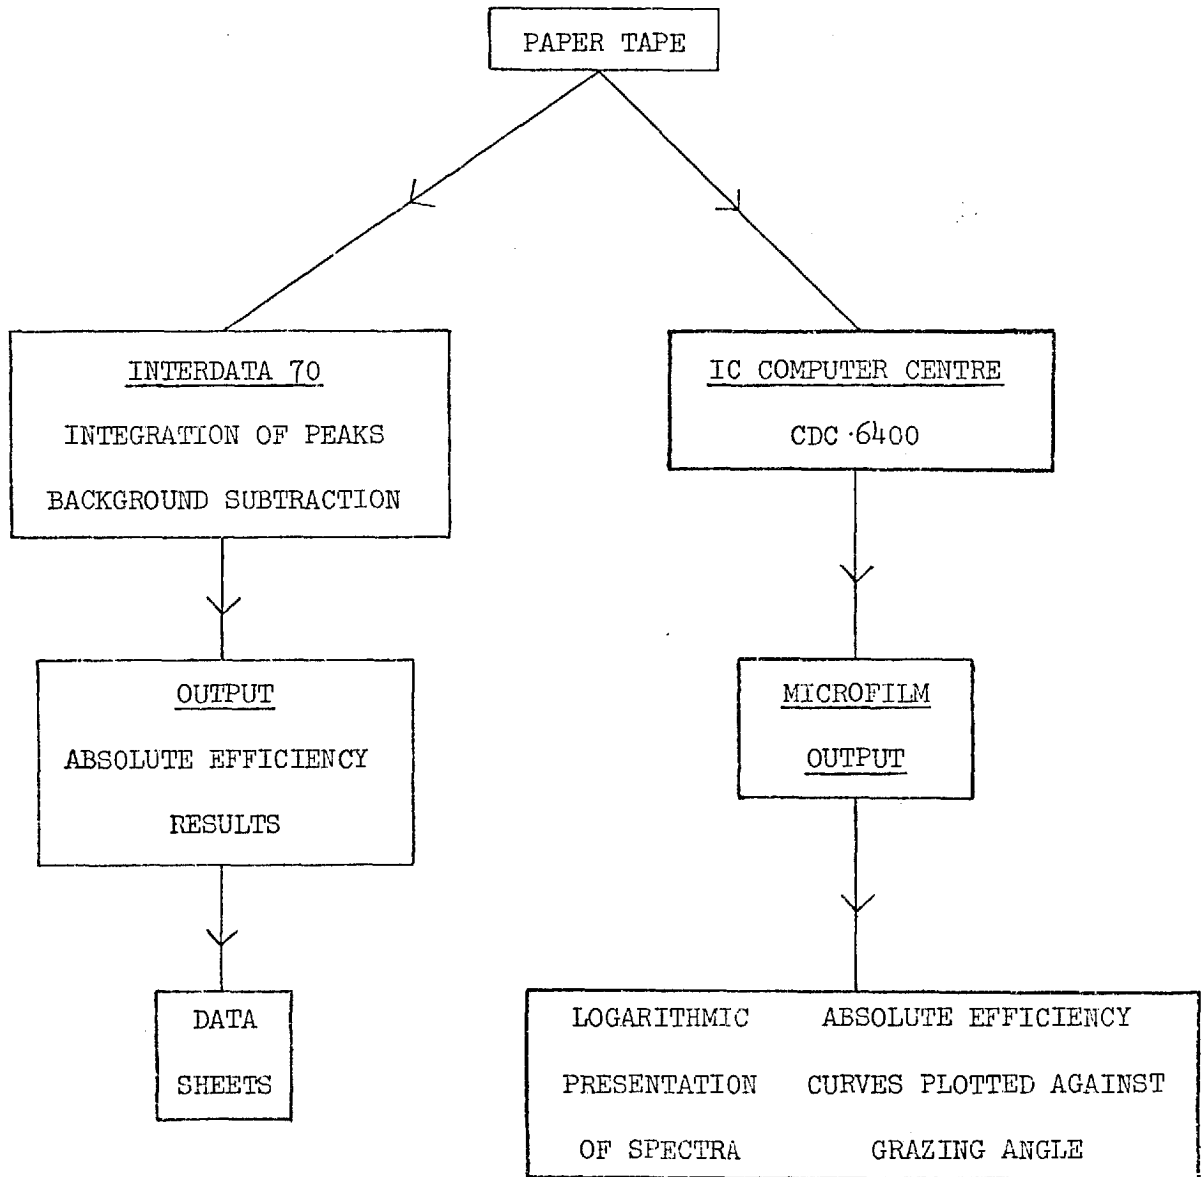 PAPER TAPE
INTERDATA 70
INTEGRATION OF PEAKS
BACKGROUND SUBTRACTION
IC COMPUTER CENTRE
CDC 6400
OUTPUT
ABSOLUTE EFFICIENCY
RESULTS
MICROFILM
OUTPUT
DATA
SHEETS
LOGARITHMIC
PRESENTATION
OF SPECTRA
ABSOLUTE EFFICIENCY
CURVES PLOTTED AGAINST
GRAZING ANGLE